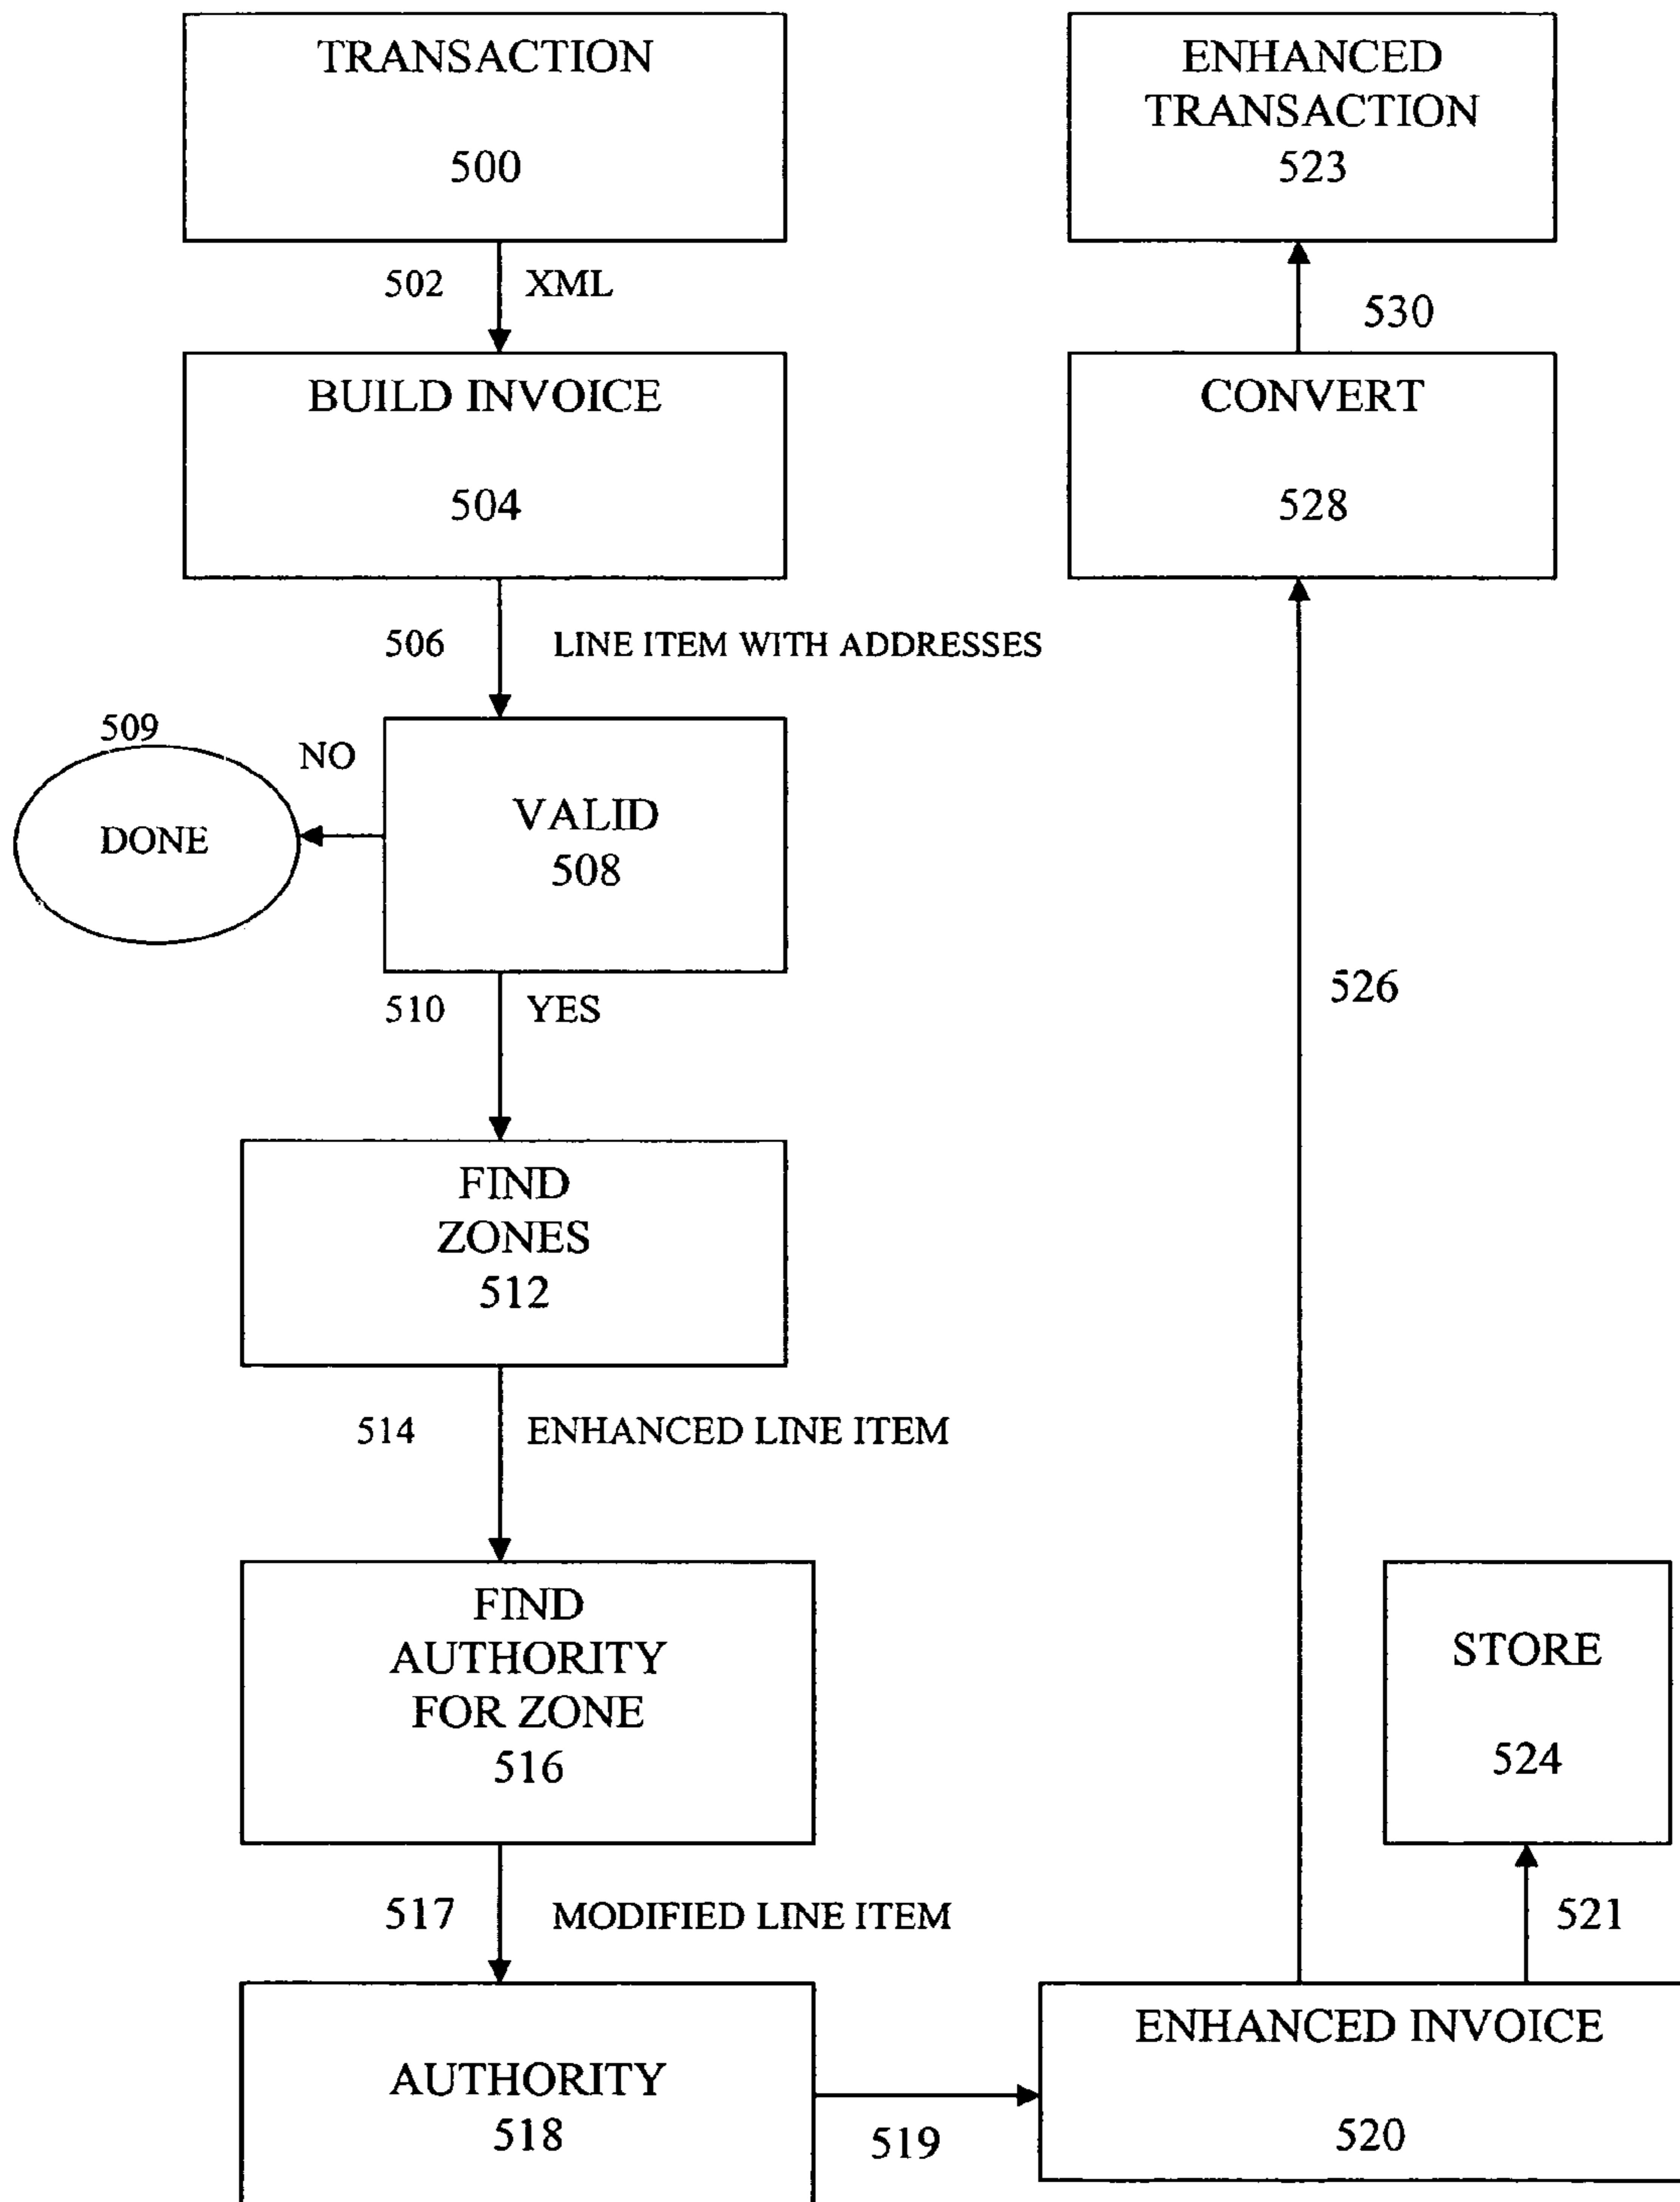 TRANSACTION
500
502 XML
BUILD INVOICE
504
506 LINE ITEM WITH ADDRESSES
509
NO
DONE
VALID
508
510 YES
FIND
ZONES
512
514 ENHANCED LINE ITEM
FIND
AUTHORITY
FOR ZONE
516
517 MODIFIED LINE ITEM
AUTHORITY
518
519
ENHANCED INVOICE
520
521
STORE
524
526
CONVERT
528
530
ENHANCED
TRANSACTION
523